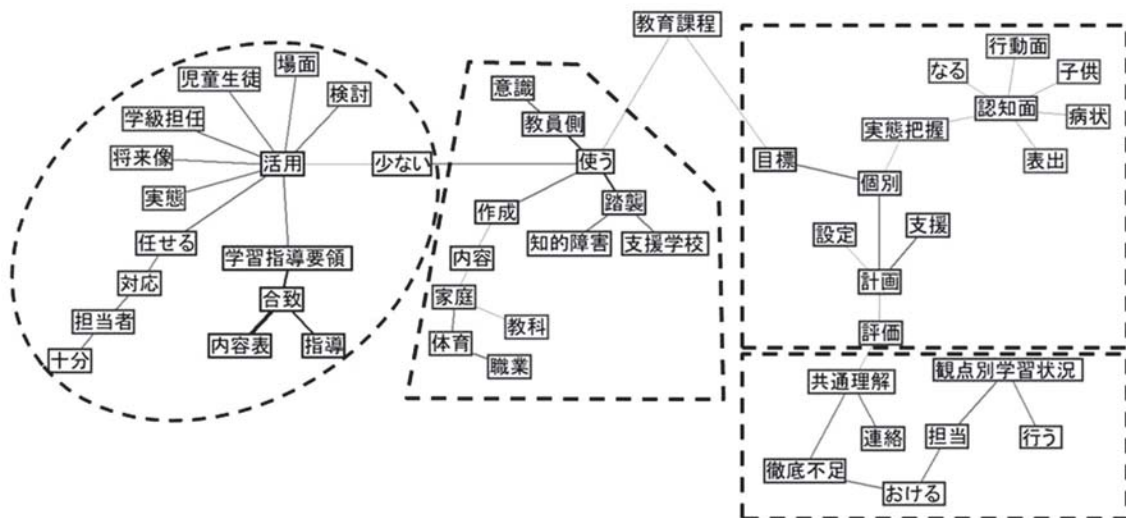 教育課程
児童生徒
場面
検討
学級担任
将来像
活用
少ない
実態
任せる
学習指導要領
対応
合致
担当者
内容表
指導
十分
意識
教員側
使う
作成
踏襲
知的障害
支援学校
内容
家庭
教科
体育
職業
行動面
なる
子供
認知面
病状
実態把握
表出
目標
個別
設定
支援
計画
評価
共通理解
観点別学習状況
連絡
担当
行う
徹底不足
おける